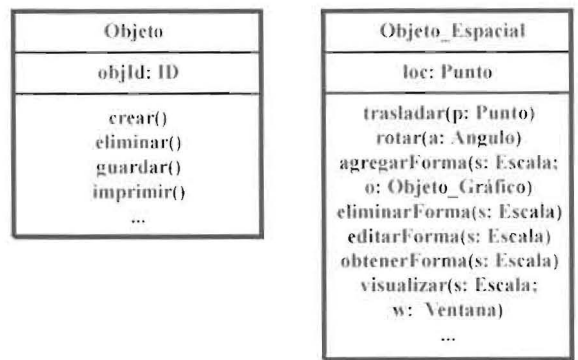 Objeto
objId: ID
crear()
eliminar()
guardar()
imprimir()
...
Objeto_Espacial
loc: Punto
trasladar(p: Punto)
rotar(a: Angulo)
agregarForma(s: Escala;
o: Objeto_Gráfico)
eliminarForma(s: Escala)
editarForma(s: Escala)
obtenerForma(s: Escala)
visualizar(s: Escala;
w: Ventana)
...